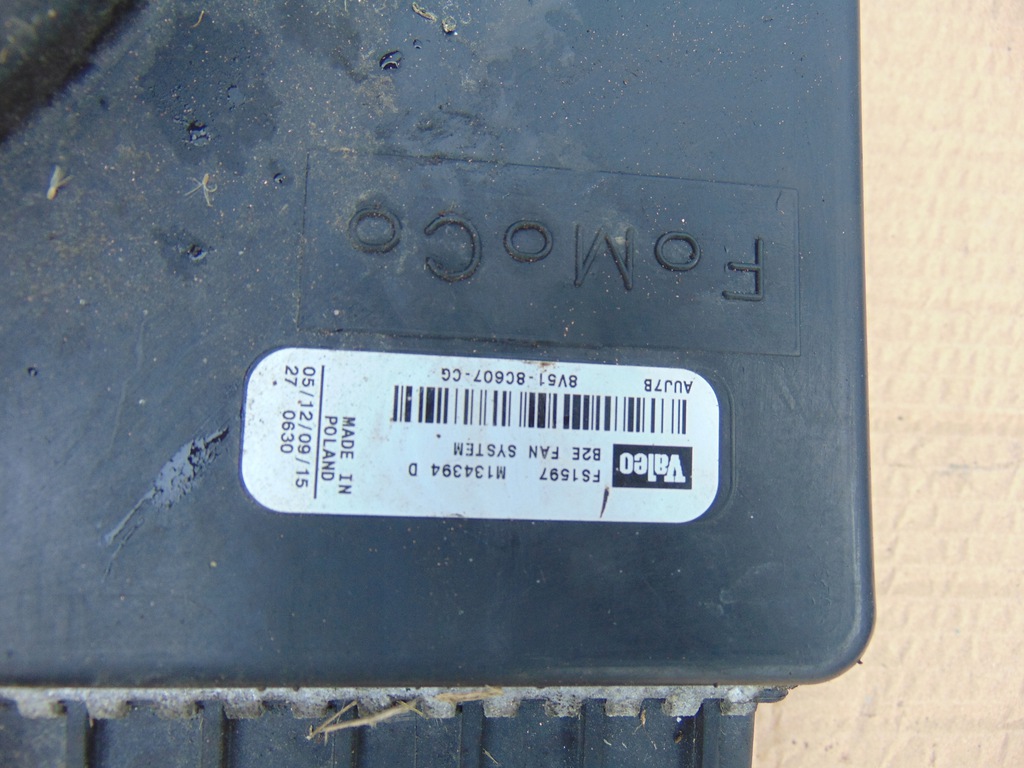 FoMoCo
Valeo
FS1597 M134394 D
B2E FAN SYSTEM
AUJ7B 8V51-8C607-CG
MADE IN
POLAND
05/12/09/15
27 0630